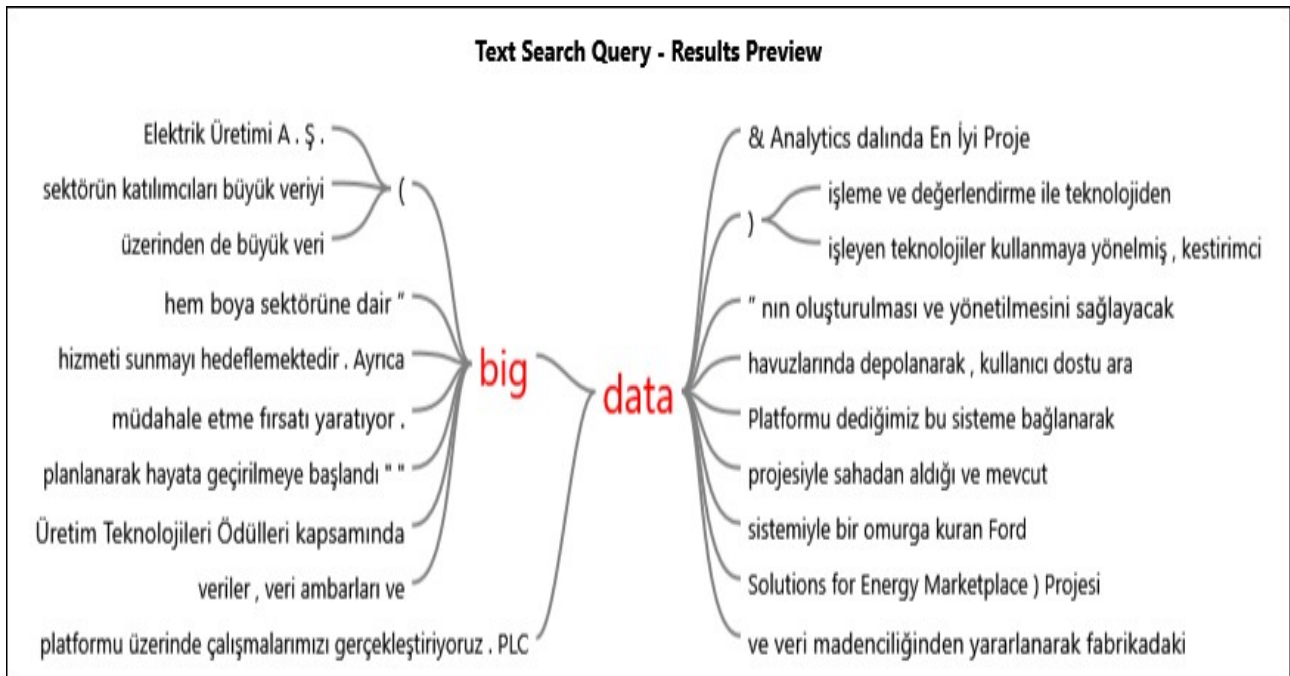 Text Search Query - Results Preview
Elektrik Üretimi A . Ş .
sektörün katılımcıları büyük veriyi
üzerinden de büyük veri
(
hem boya sektörüne dair "
hizmeti sunmayı hedeflemektedir . Ayrıca
müdahale etme fırsatı yaratıyor .
planlanarak hayata geçirilmeye başlandı " "
Üretim Teknolojileri Ödülleri kapsamında
veriler , veri ambarları ve
platformu üzerinde çalışmalarımızı gerçekleştiriyoruz . PLC
big
data
& Analytics dalında En İyi Proje
)
işleme ve değerlendirme ile teknolojiden
işleyen teknolojiler kullanmaya yönelmiş , kestirimci
" nın oluşturulması ve yönetilmesini sağlayacak
havuzlarında depolanarak , kullanıcı dostu ara
Platformu dediğimiz bu sisteme bağlanarak
projesiyle sahadan aldığı ve mevcut
sistemiyle bir omurga kuran Ford
Solutions for Energy Marketplace ) Projesi
ve veri madenciliğinden yararlanarak fabrikadaki